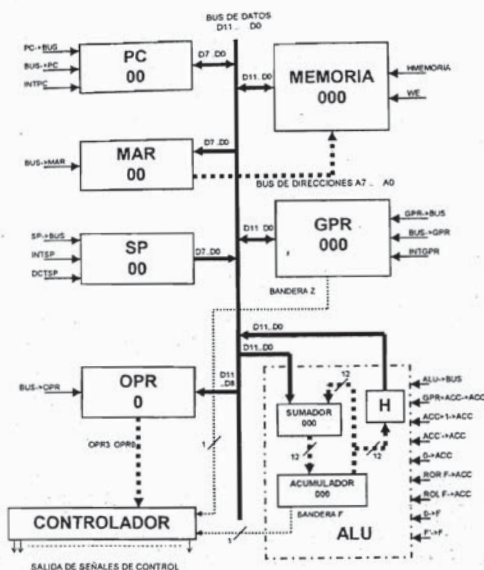 BUS DE DATOS
D11... D0
PC->BUS
BUS->PC
INTPC
PC
00
D7..D0
D11..D0
MEMORIA
000
HMEMORIA
WE
BUS->MAR
MAR
00
D7..D0
BUS DE DIRECCIONES A7... A0
SP->BUS
INTSP
DCTSP
SP
00
D7..D0
D11..D0
GPR
000
GPR->BUS
BUS->GPR
INTGPR
BANDERA Z
D11..D0
D11...D0
BUS->OPR
OPR
0
D11
..D8
OPR3 OPR0
1
SUMADOR
000
12
12
12
H
ACUMULADOR
000
BANDERA F
1
ALU
ALU->BUS
GPR+ACC->ACC
ACC+1->ACC
ACC'->ACC
0->ACC
ROR F->ACC
ROL F->ACC
0->F
F'->F
CONTROLADOR
SALIDA DE SEÑALES DE CONTROL